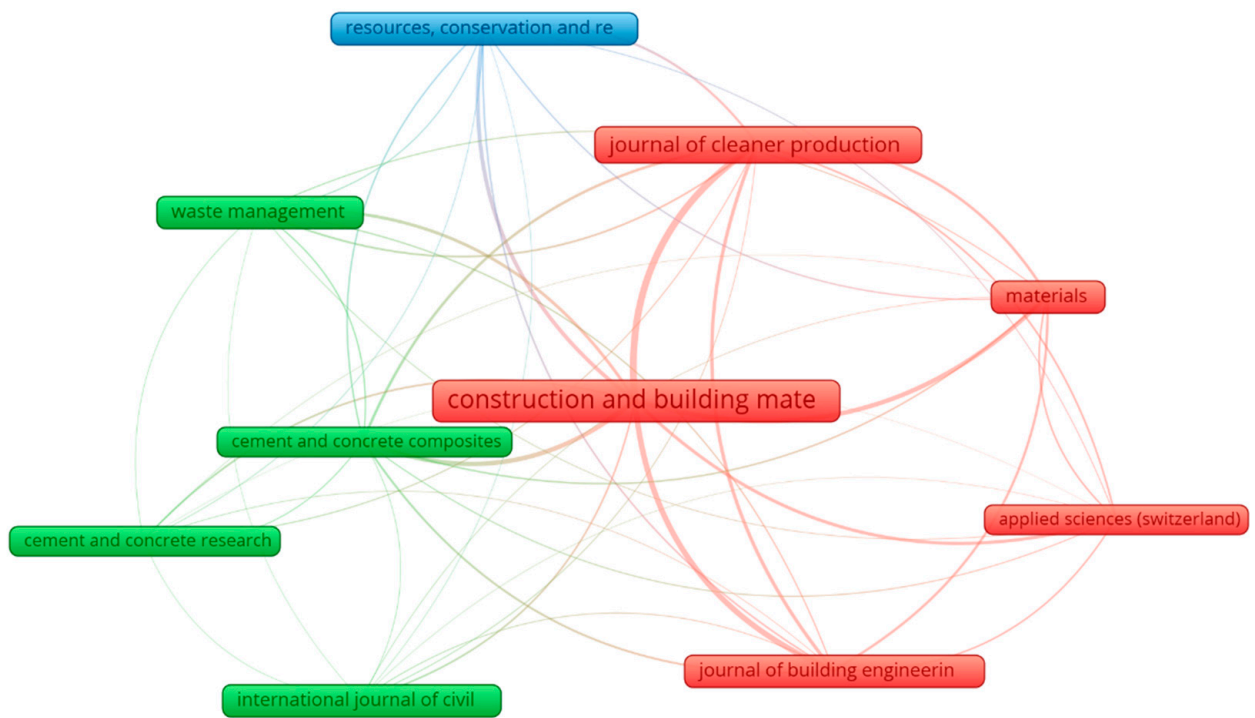 resources, conservation and re
journal of cleaner production
waste management
materials
construction and building mate
cement and concrete composites
applied sciences (switzerland)
cement and concrete research
journal of building engineerin
international journal of civil